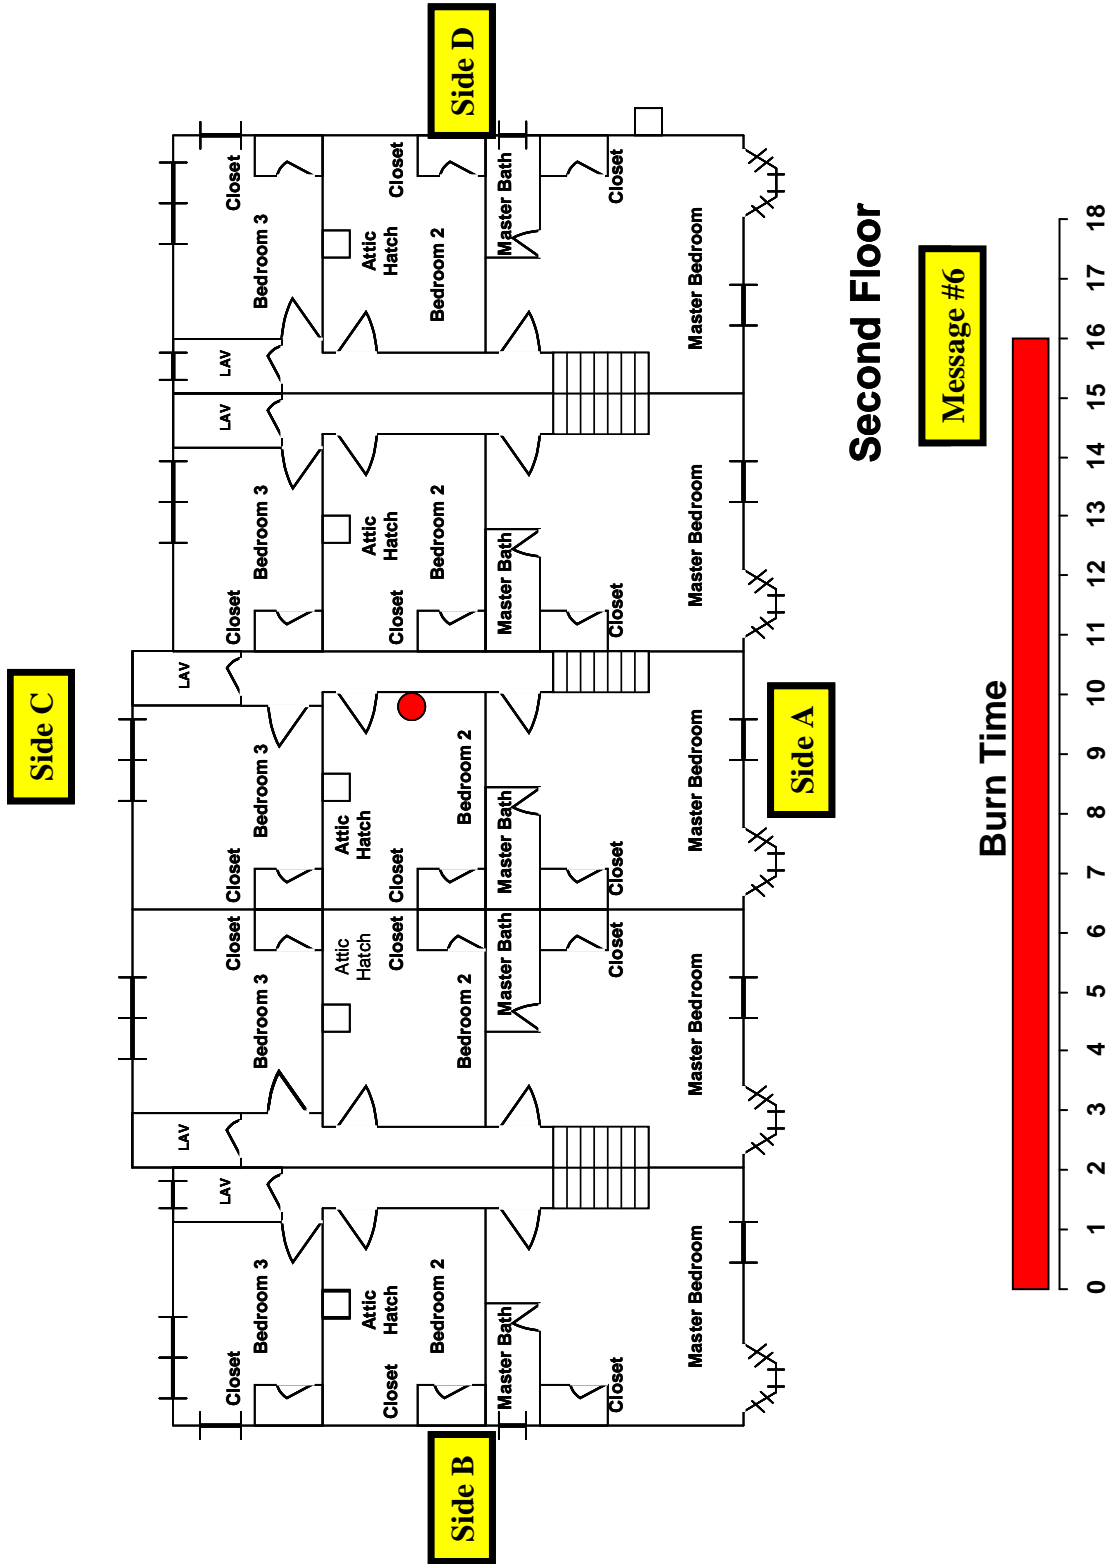 Side C
LAV
LAV
LAV
LAV
LAV
Closet
Closet
Closet
Closet
Closet
Bedroom 3
Bedroom 3
Bedroom 3
Bedroom 3
Bedroom 3
Attic
Hatch
Attic
Hatch
Attic
Hatch
Attic
Hatch
Attic
Hatch
Closet
Closet
Closet
Closet
Closet
Bedroom 2
Bedroom 2
Bedroom 2
Bedroom 2
Bedroom 2
Side B
Side D
Master Bath
Master Bath
Master Bath
Master Bath
Master Bath
Closet
Closet
Closet
Closet
Closet
Master Bedroom
Master Bedroom
Master Bedroom
Master Bedroom
Master Bedroom
Side A
Second Floor
Message #6
Burn Time
0 1 2 3 4 5 6 7 8 9 10 11 12 13 14 15 16 17 18